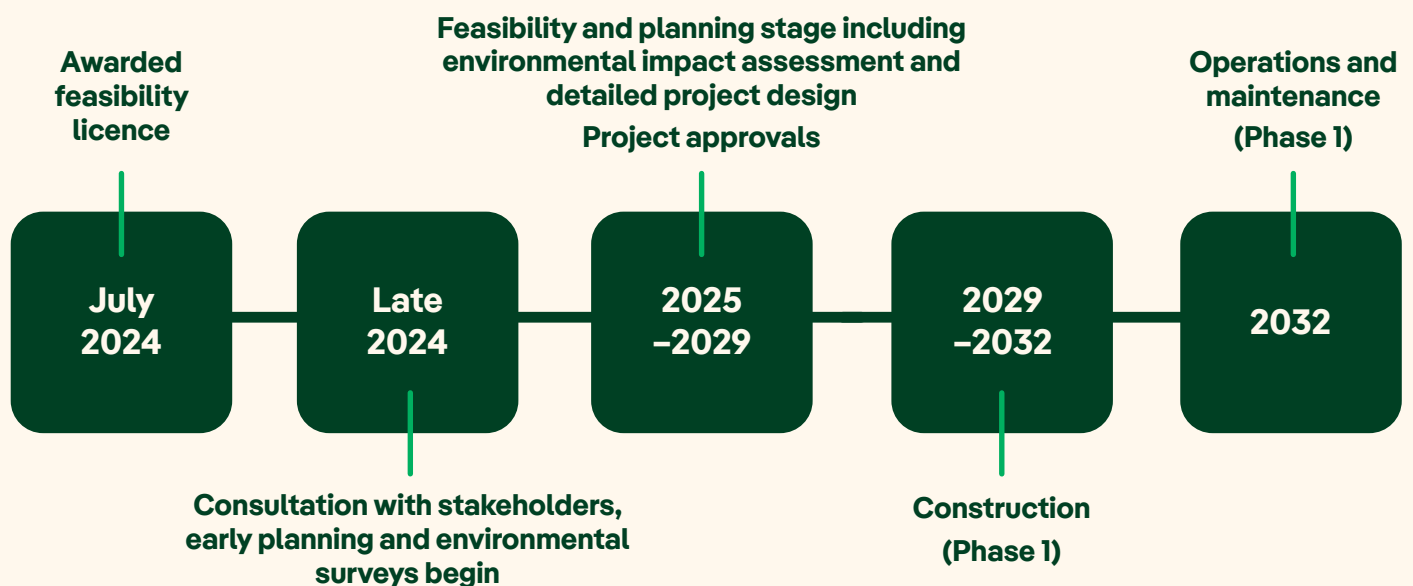 Awarded
feasibility
licence
July
2024
Late
2024
Consultation with stakeholders,
early planning and environmental
surveys begin
Feasibility and planning stage including
environmental impact assessment and
detailed project design
Project approvals
2025
–2029
2029
–2032
Construction
(Phase 1)
Operations and
maintenance
(Phase 1)
2032